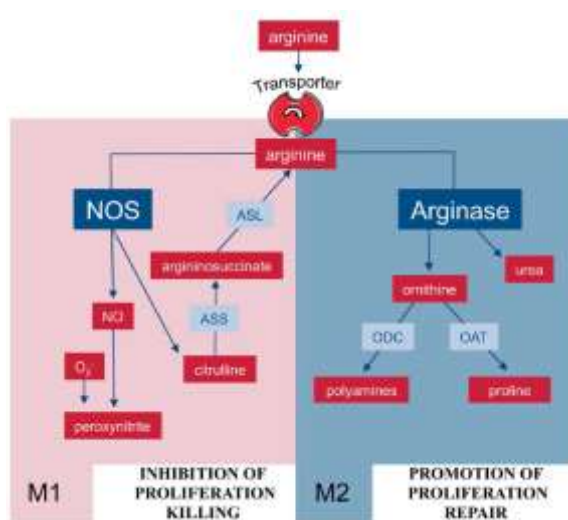 arginine
Transporter
arginine
NOS
Arginase
ASL
argininosuccinate
urea
ornithine
NO
ASS
ODC
OAT
O₂
citrulline
polyamines
proline
peroxynitrite
M1
INHIBITION OF
PROLIFERATION
KILLING
M2
PROMOTION OF
PROLIFERATION
REPAIR